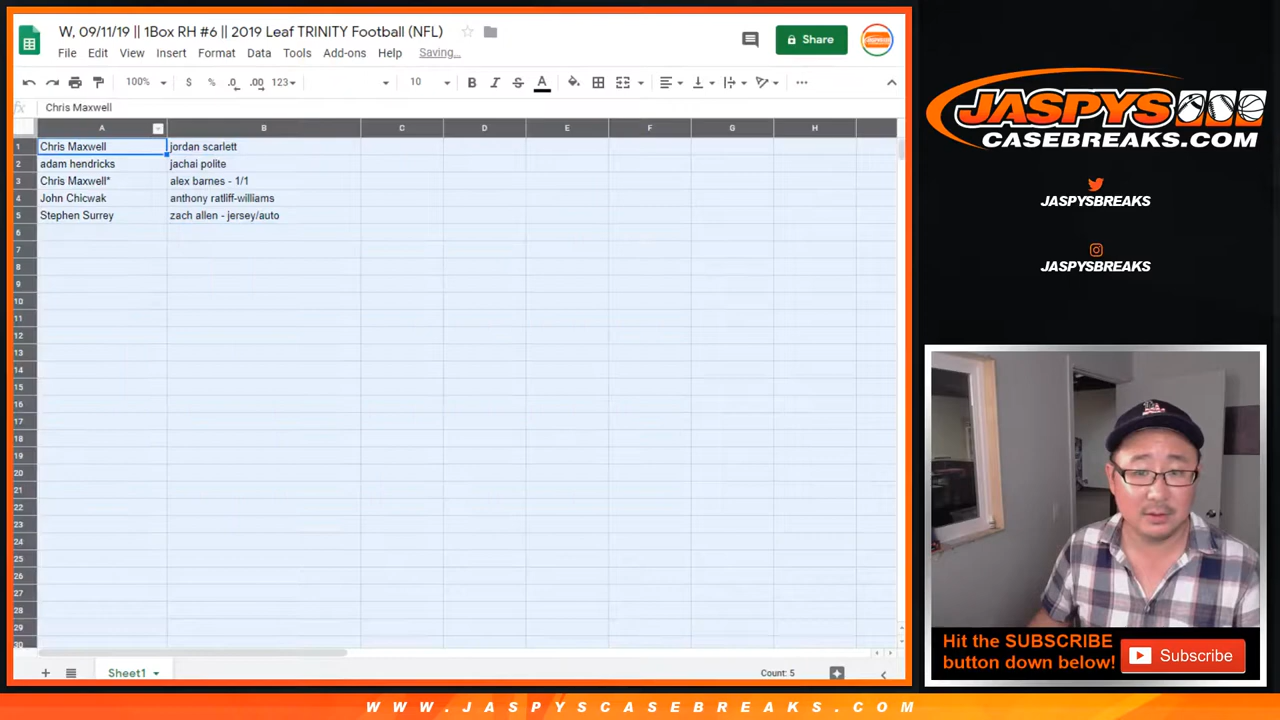 W, 09/11/19 || 1Box RH #6 || 2019 Leaf TRINITY Football (NFL)
File Edit View Insert Format Data Tools Add-ons Help Saving...
Share
100% $ % .0 .00 123 10 B I S A
fx Chris Maxwell
A B C D E F G H
1 Chris Maxwell jordan scarlett
2 adam hendricks jachai polite
3 Chris Maxwell* alex barnes - 1/1
4 John Chicwak anthony ratliff-williams
5 Stephen Surrey zach allen - jersey/auto
6
7
8
9
10
11
12
13
14
15
16
17
18
19
20
21
22
23
24
25
26
27
28
29
30
Sheet1
Count: 5
JASPYS
CASEBREAKS.COM
JASPYSBREAKS
JASPYSBREAKS
Hit the SUBSCRIBE
button down below!
Subscribe
WWW.JASPYSCASEBREAKS.COM